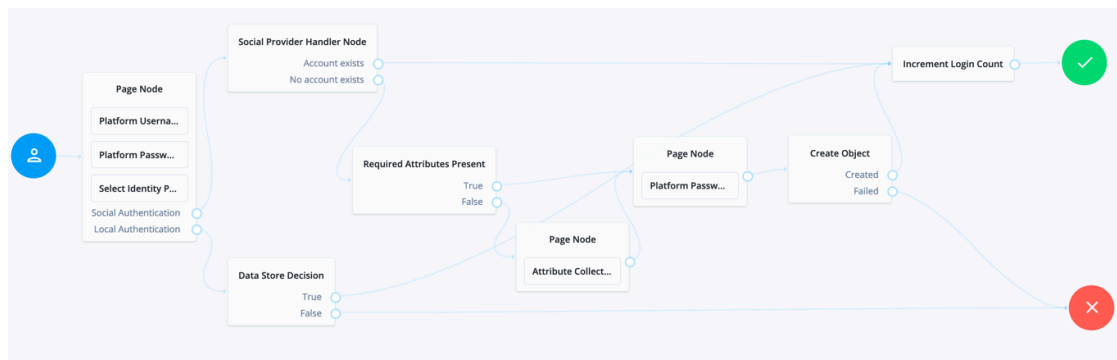 Page Node
Platform Userna...
Platform Passw...
Select Identity P...
Social Authentication
Local Authentication
Social Provider Handler Node
Account exists
No account exists
Data Store Decision
True
False
Required Attributes Present
True
False
Page Node
Attribute Collect...
Page Node
Platform Passw...
Create Object
Created
Failed
Increment Login Count